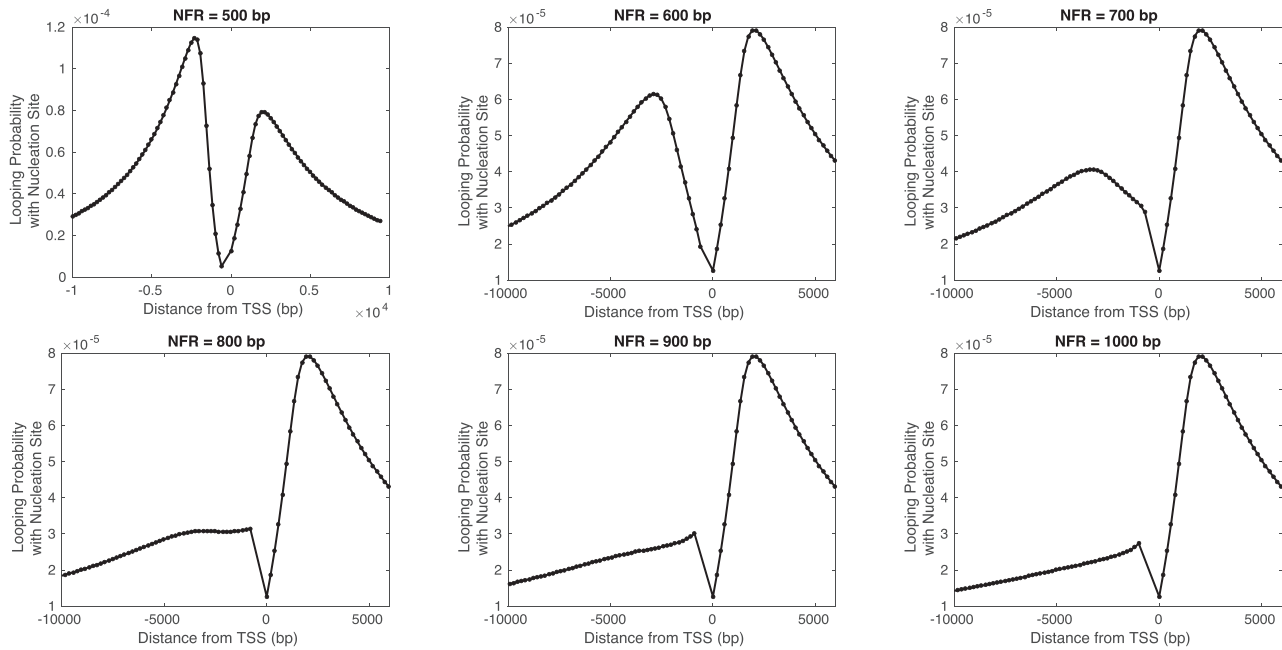 NFR = 500 bp
×10⁻⁴
1.2
1
0.8
0.6
0.4
0.2
0
Looping Probability
with Nucleation Site
-1 -0.5 0 0.5 1
Distance from TSS (bp)
×10⁴
NFR = 600 bp
×10⁻⁵
8
7
6
5
4
3
2
1
Looping Probability
with Nucleation Site
-10000 -5000 0 5000
Distance from TSS (bp)
NFR = 700 bp
×10⁻⁵
8
7
6
5
4
3
2
1
Looping Probability
with Nucleation Site
-10000 -5000 0 5000
Distance from TSS (bp)
NFR = 800 bp
×10⁻⁵
8
7
6
5
4
3
2
1
Looping Probability
with Nucleation Site
-10000 -5000 0 5000
Distance from TSS (bp)
NFR = 900 bp
×10⁻⁵
8
7
6
5
4
3
2
1
Looping Probability
with Nucleation Site
-10000 -5000 0 5000
Distance from TSS (bp)
NFR = 1000 bp
×10⁻⁵
8
7
6
5
4
3
2
1
Looping Probability
with Nucleation Site
-10000 -5000 0 5000
Distance from TSS (bp)